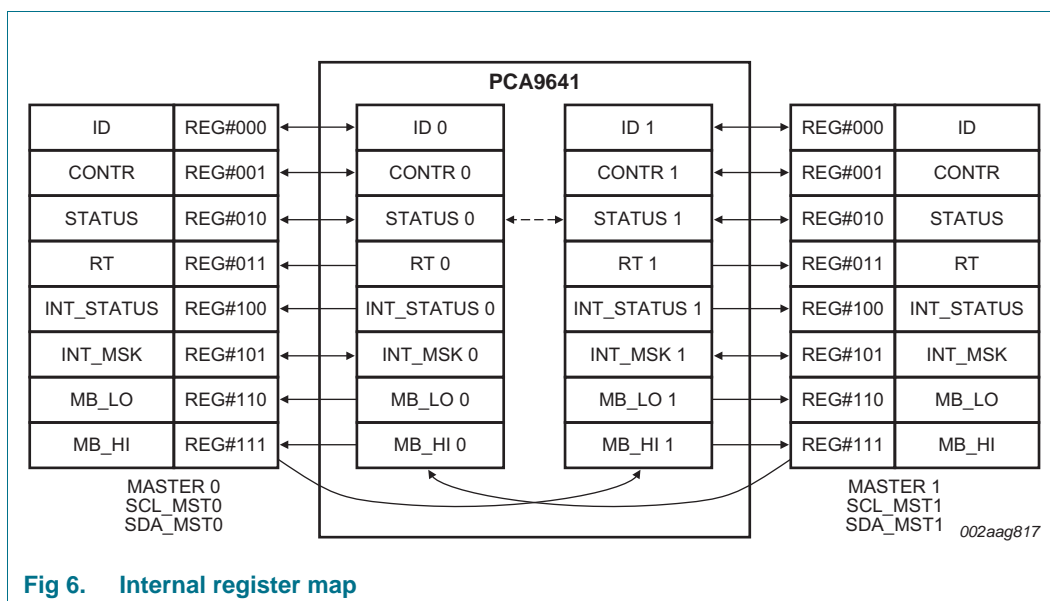 PCA9641
ID REG#000 ID 0 ID 1 REG#000 ID
CONTR REG#001 CONTR 0 CONTR 1 REG#001 CONTR
STATUS REG#010 STATUS 0 STATUS 1 REG#010 STATUS
RT REG#011 RT 0 RT 1 REG#011 RT
INT_STATUS REG#100 INT_STATUS 0 INT_STATUS 1 REG#100 INT_STATUS
INT_MSK REG#101 INT_MSK 0 INT_MSK 1 REG#101 INT_MSK
MB_LO REG#110 MB_LO 0 MB_LO 1 REG#110 MB_LO
MB_HI REG#111 MB_HI 0 MB_HI 1 REG#111 MB_HI
MASTER 0 MASTER 1
SCL_MST0 SCL_MST1
SDA_MST0 SDA_MST1 002aag817
Fig 6. Internal register map